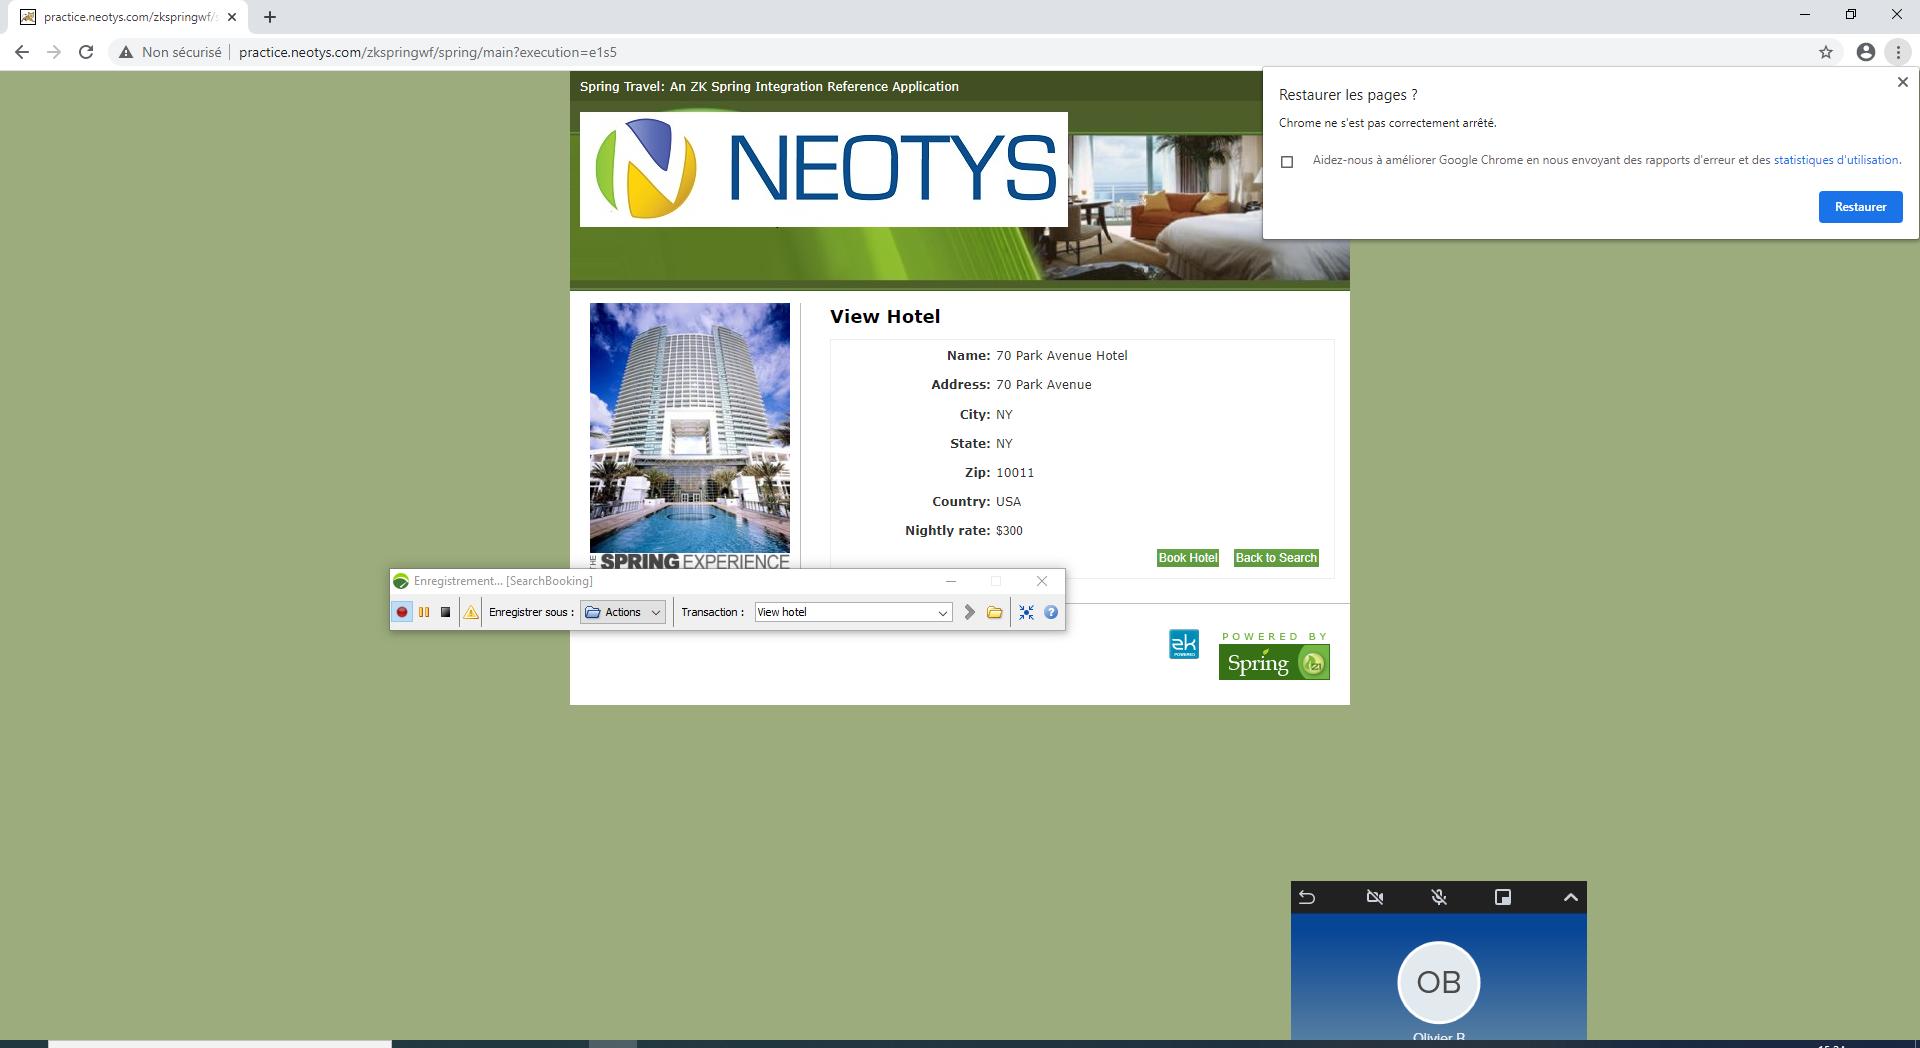 practice.neotys.com/zkspringwf/s
Non sécurisé
practice.neotys.com/zkspringwf/spring/main?execution=e1s5
Spring Travel: An ZK Spring Integration Reference Application
NEOTYS
Restaurer les pages ?
Chrome ne s'est pas correctement arrêté.
Aidez-nous à améliorer Google Chrome en nous envoyant des rapports d'erreur et des statistiques d'utilisation.
Restaurer
View Hotel
Name: 70 Park Avenue Hotel
Address: 70 Park Avenue
City: NY
State: NY
Zip: 10011
Country: USA
Nightly rate: $300
Book Hotel Back to Search
THE SPRING EXPERIENCE
Enregistrement... [SearchBooking]
Enregistrer sous : Actions Transaction : View hotel
zk
POWERED
POWERED BY
Spring
OB
Olivier B